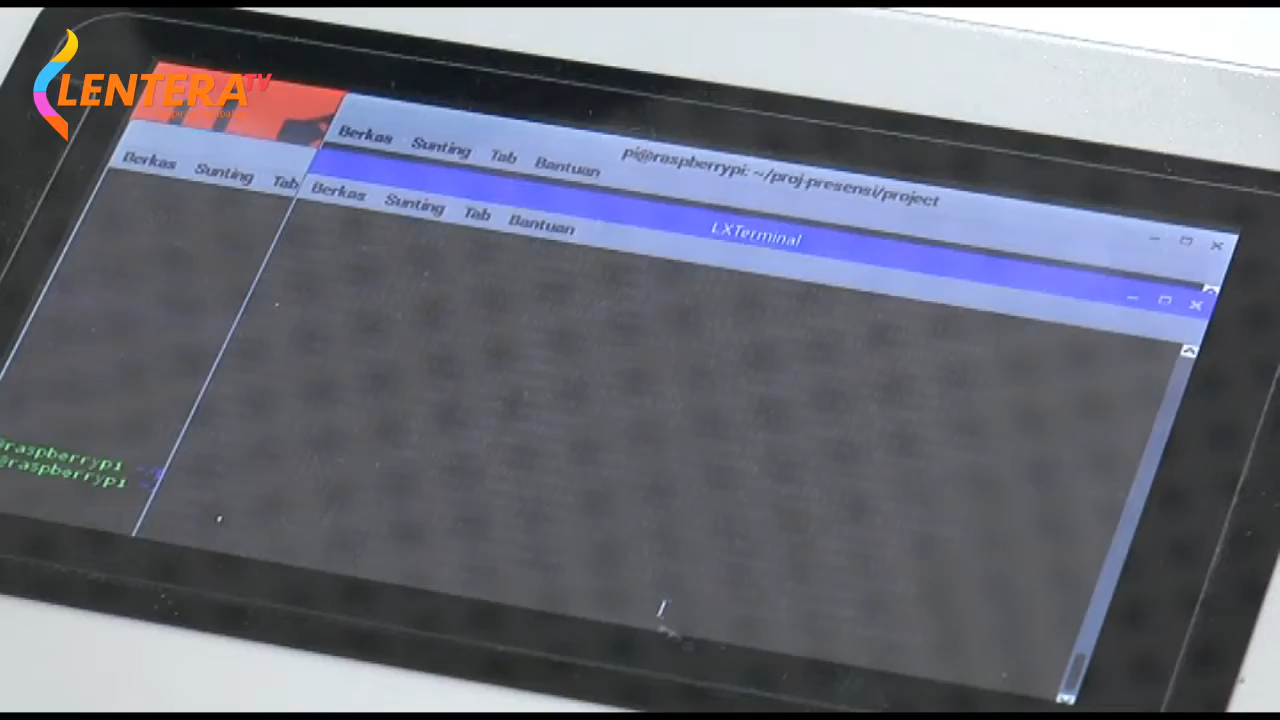 LENTERA TV
pi@raspberrypi: ~/proj-presensi/project
Berkas Sunting Tab Bantuan
LXTerminal
Berkas Sunting Tab Bantuan
Berkas Sunting Tab
@raspberrypi
@raspberrypi